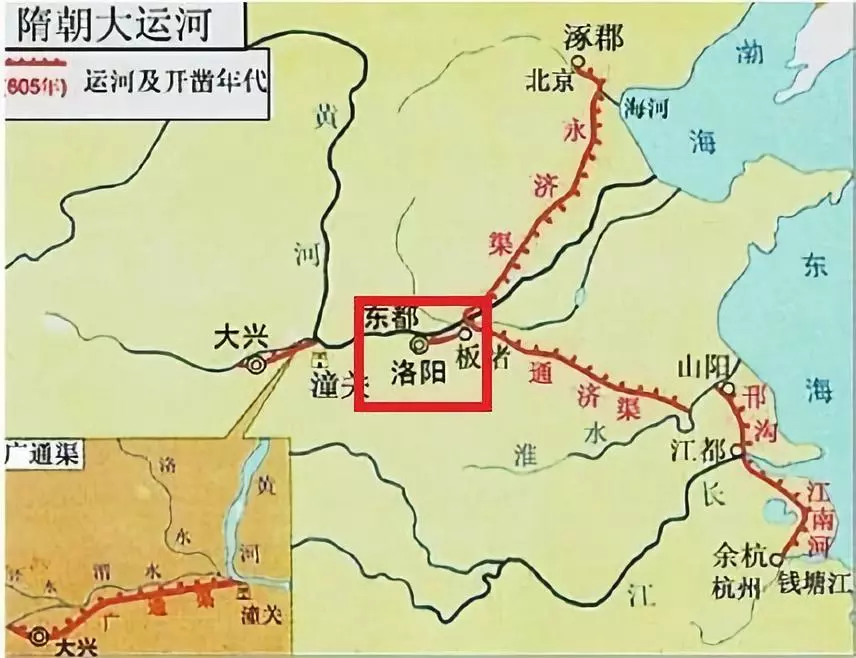 隋朝大运河
(605年) 运河及开凿年代
涿郡
北京
海河
渤海
永济渠
黄河
东海
大兴
潼关
东都
洛阳
板渚
通济渠
山阳
邗沟
淮水
江都
长江
江南河
余杭
杭州
钱塘江
广通渠
洛水
黄河
渭水
广通渠
潼关
大兴